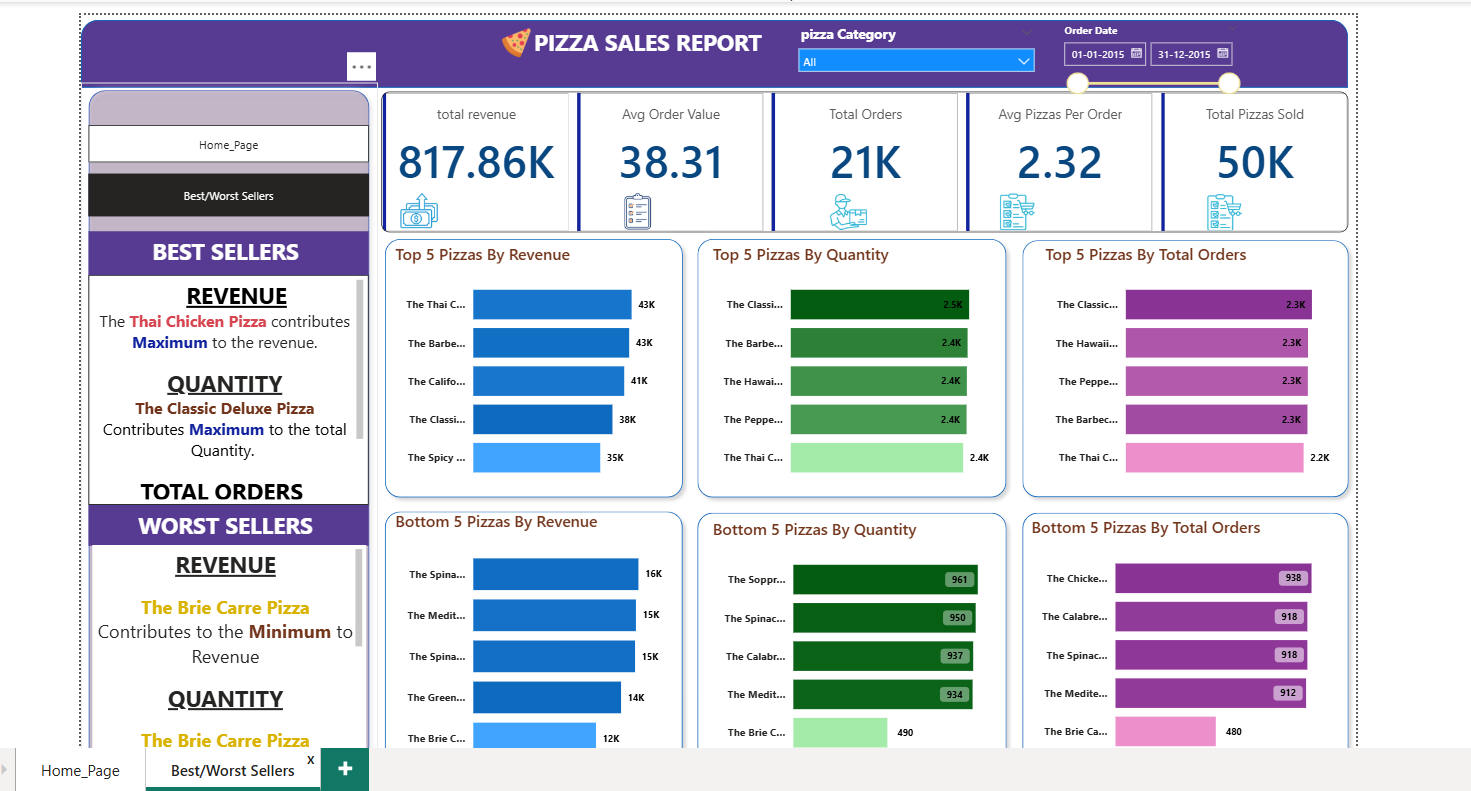 PIZZA SALES REPORT
pizza Category
All
Order Date
01-01-2015
31-12-2015
Home_Page
Best/Worst Sellers
BEST SELLERS
REVENUE
The Thai Chicken Pizza contributes
Maximum to the revenue.
QUANTITY
The Classic Deluxe Pizza
Contributes Maximum to the total
Quantity.
TOTAL ORDERS
WORST SELLERS
REVENUE
The Brie Carre Pizza
Contributes to the Minimum to
Revenue
QUANTITY
The Brie Carre Pizza
total revenue
817.86K
Avg Order Value
38.31
Total Orders
21K
Avg Pizzas Per Order
2.32
Total Pizzas Sold
50K
Top 5 Pizzas By Revenue
The Thai C... 43K
The Barbe... 43K
The Califo... 41K
The Classi... 38K
The Spicy ... 35K
Top 5 Pizzas By Quantity
The Classi... 2.5K
The Barbe... 2.4K
The Hawai... 2.4K
The Peppe... 2.4K
The Thai C... 2.4K
Top 5 Pizzas By Total Orders
The Classic... 2.3K
The Hawaii... 2.3K
The Peppe... 2.3K
The Barbec... 2.3K
The Thai C... 2.2K
Bottom 5 Pizzas By Revenue
The Spina... 16K
The Medit... 15K
The Spina... 15K
The Green... 14K
The Brie C... 12K
Bottom 5 Pizzas By Quantity
The Soppr... 961
The Spinac... 950
The Calabr... 937
The Medit... 934
The Brie C... 490
Bottom 5 Pizzas By Total Orders
The Chicke... 938
The Calabre... 918
The Spinac... 918
The Medite... 912
The Brie Ca... 480
Home_Page
Best/Worst Sellers
x
+